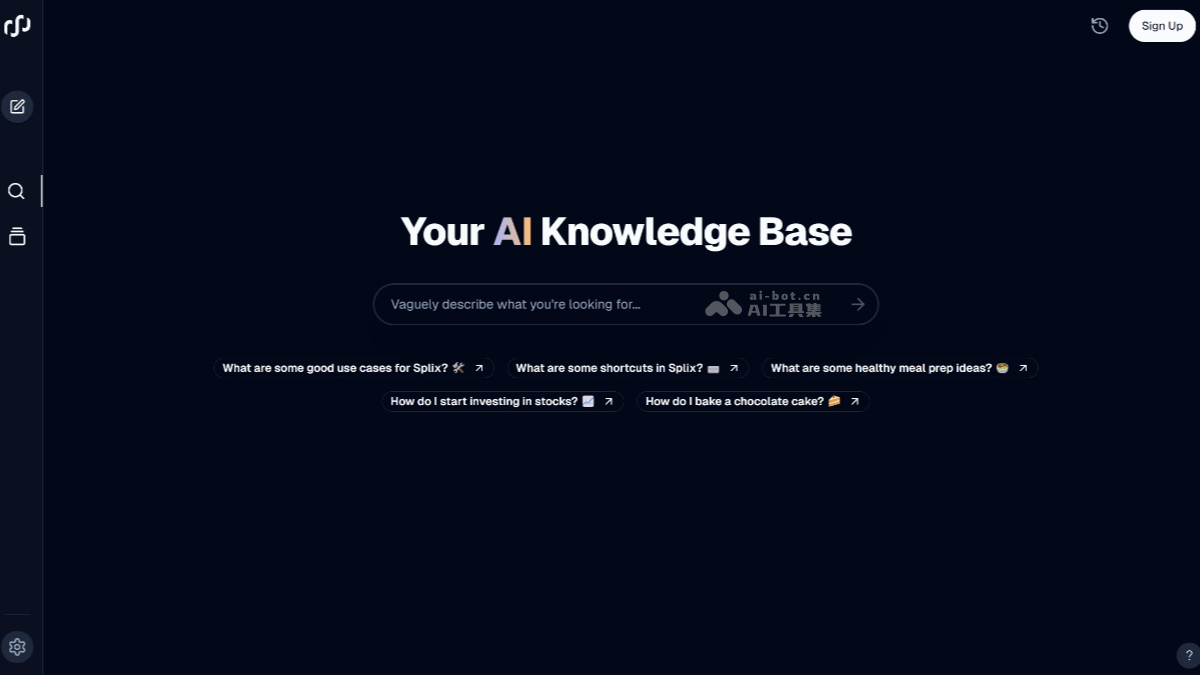 Sign Up
Your AI Knowledge Base
Vaguely describe what you're looking for...
ai-bot.cn
AI工具集
What are some good use cases for Splix? 🛠️
What are some shortcuts in Splix? ⌨️
What are some healthy meal prep ideas? 🥗
How do I start investing in stocks? 📈
How do I bake a chocolate cake? 🍰
?